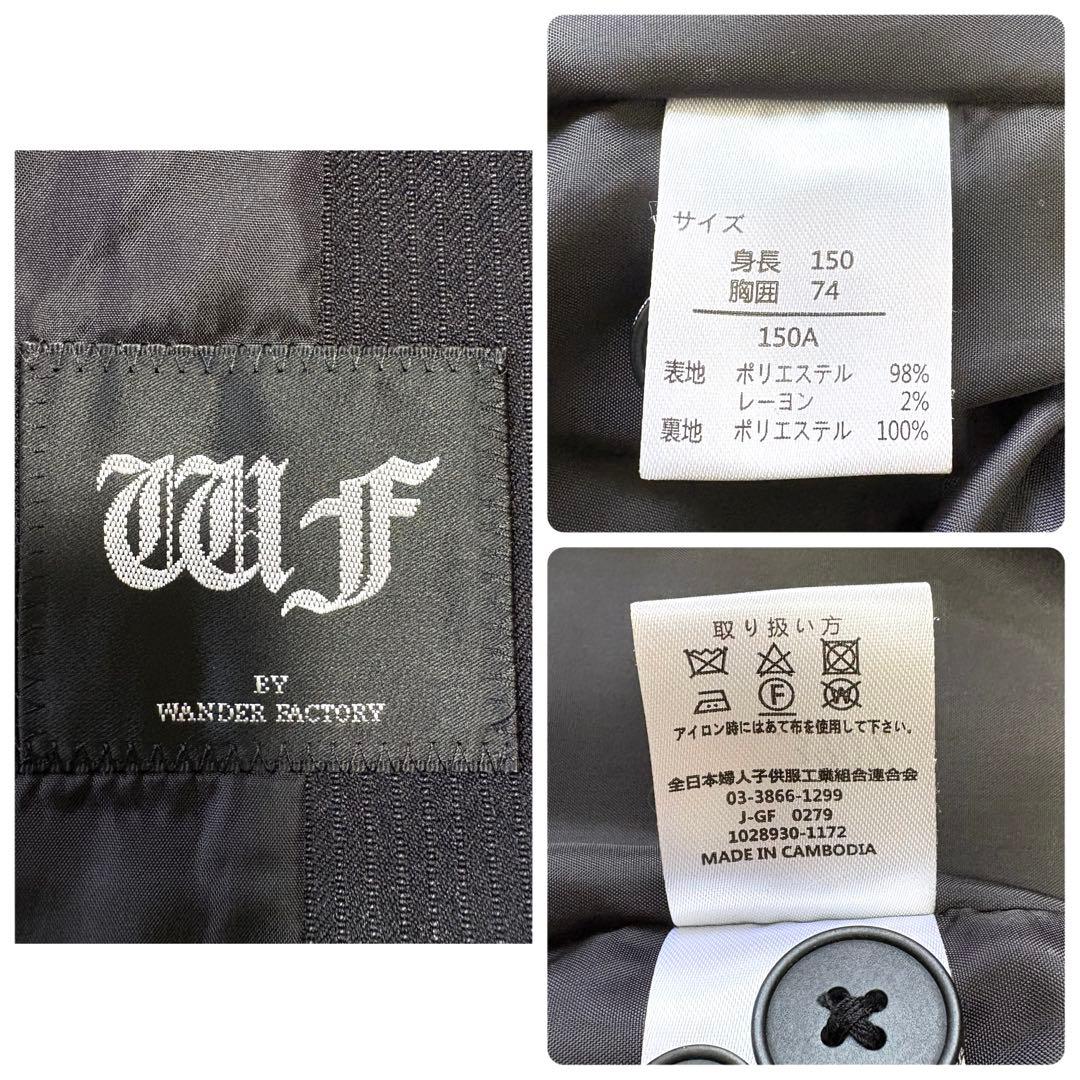 WF
BY
WANDER FACTORY
サイズ
身長 150
胸囲 74
150A
表地 ポリエステル 98%
レーヨン 2%
裏地 ポリエステル 100%
取り扱い方
F W
アイロン時にはあて布を使用して下さい。
全日本婦人子供服工業組合連合会
03-3866-1299
J-GF 0279
1028930-1172
MADE IN CAMBODIA